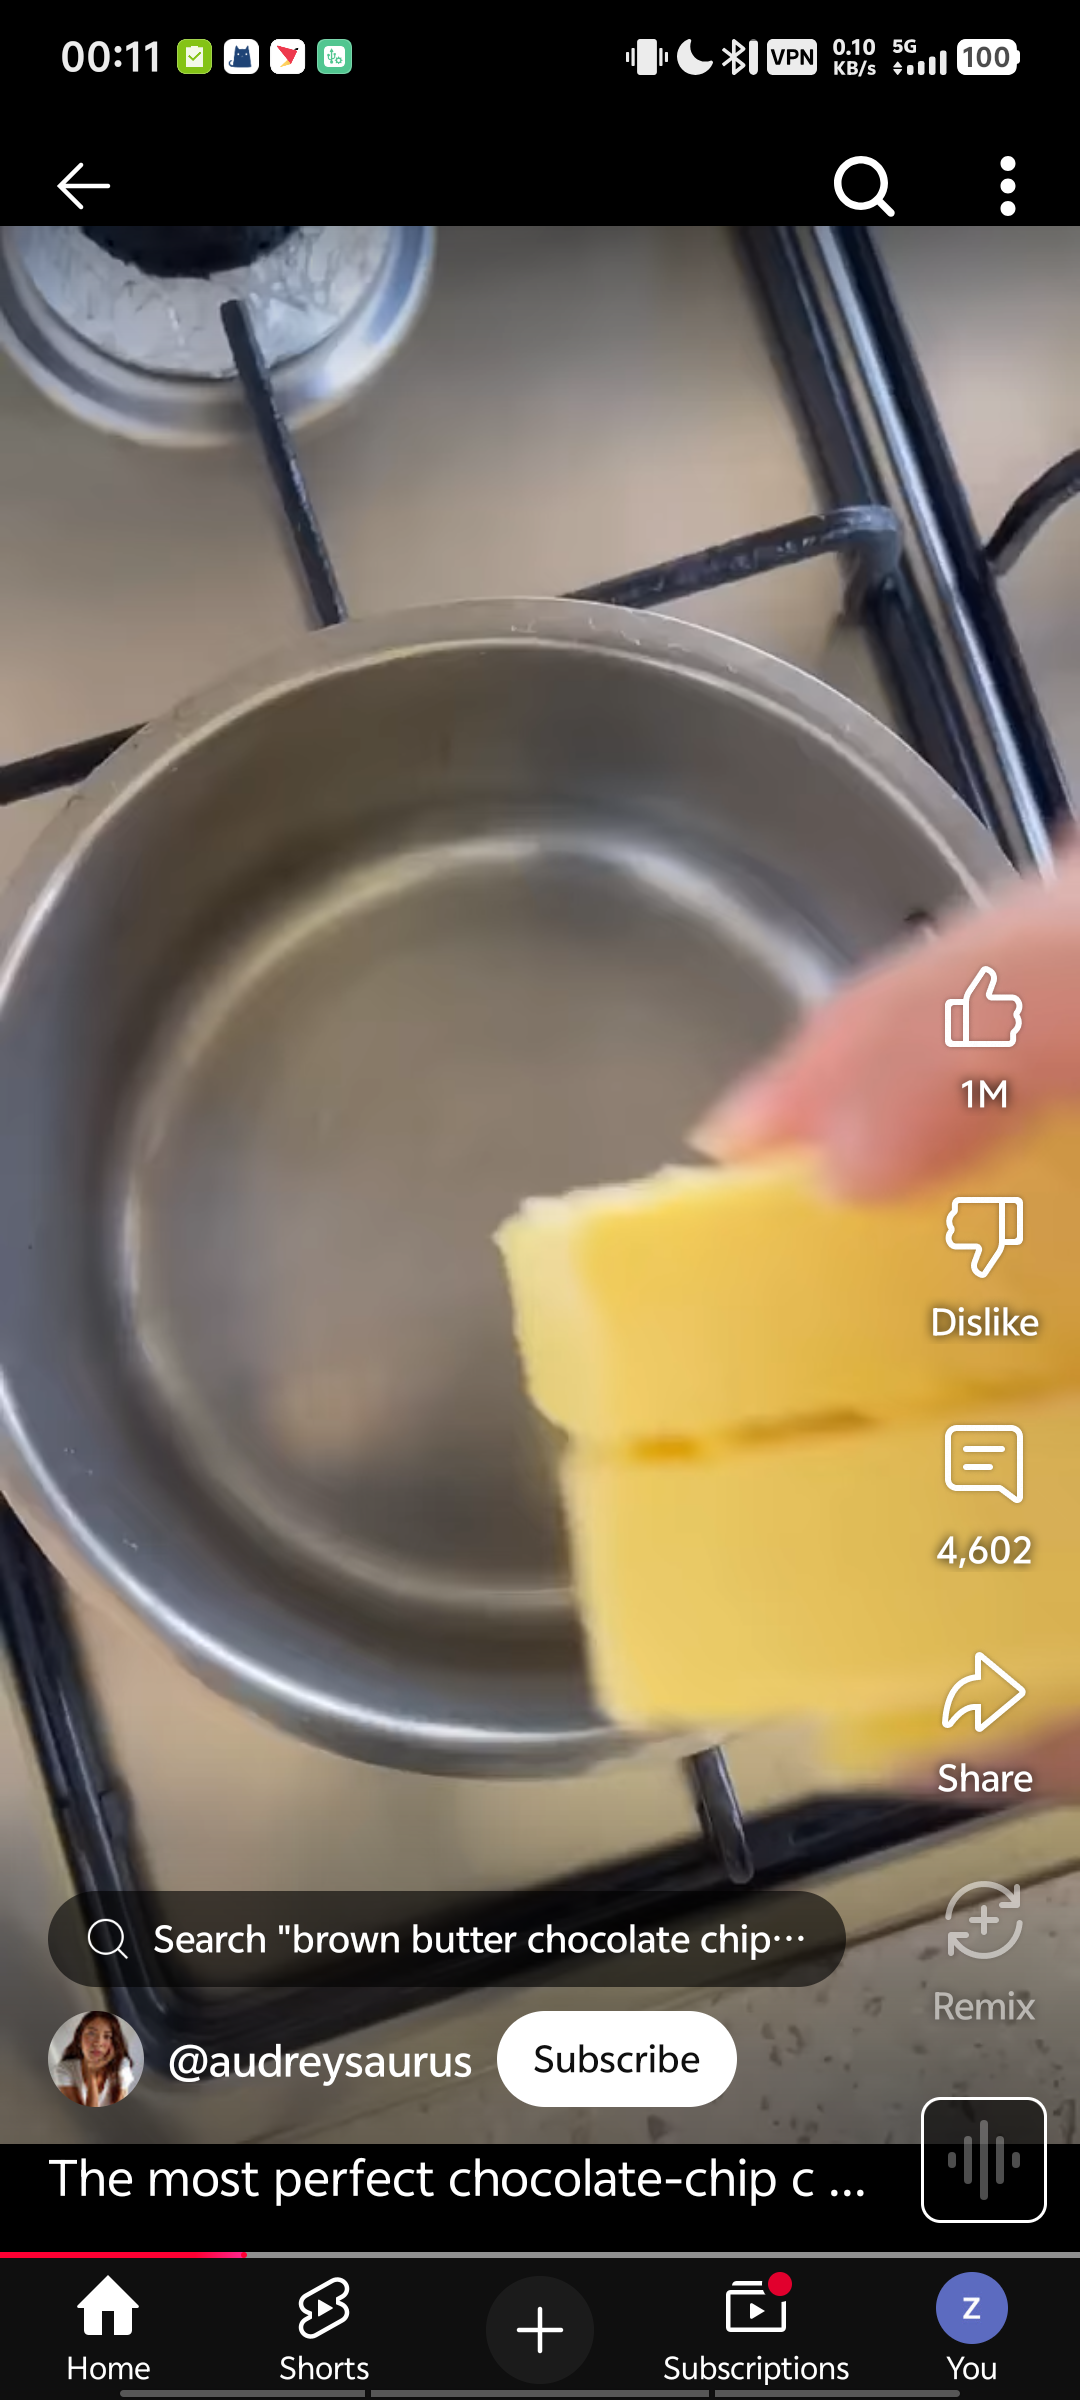 00:11
VPN
0.10
KB/s
5G
100
1M
Dislike
4,602
Share
Search "brown butter chocolate chip...
Remix
@audreysaurus
Subscribe
The most perfect chocolate-chip c ...
Z
Home
Shorts
Subscriptions
You